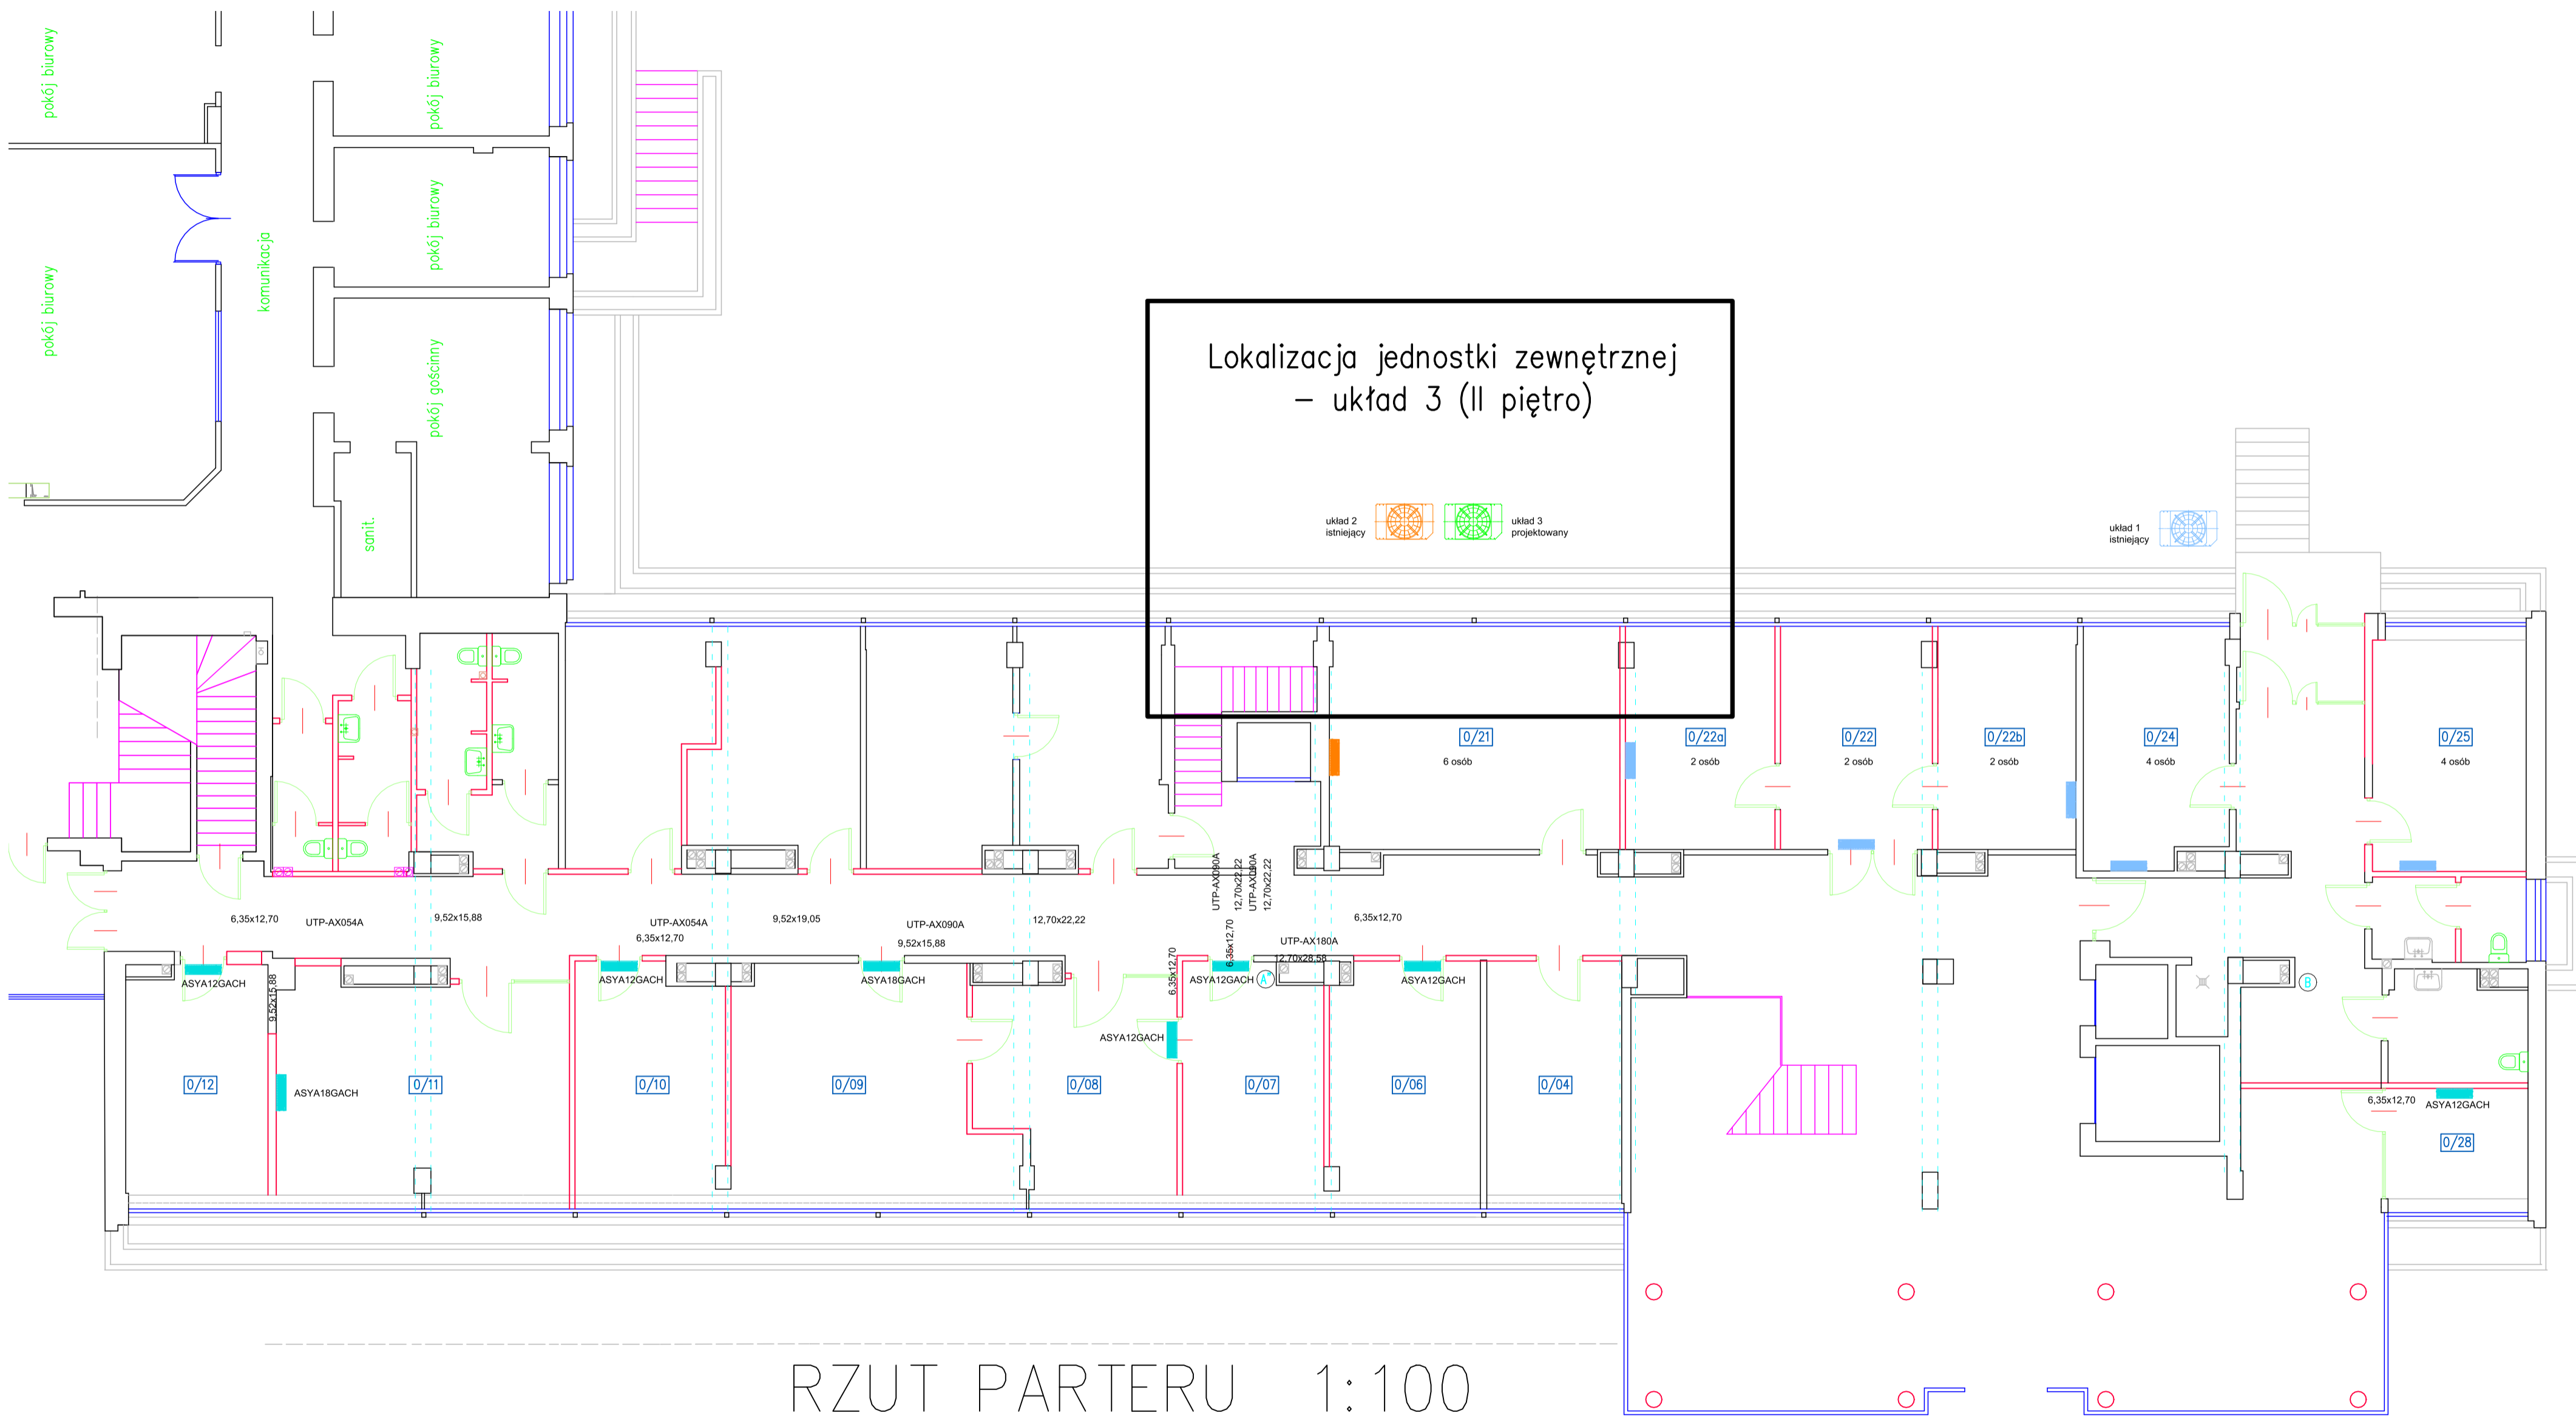 pokój biurowy
pokój biurowy
komunikacja
pokój biurowy
pokój biurowy
pokój gościnny
sanit.
Lokalizacja jednostki zewnętrznej
– układ 3 (II piętro)
układ 2
istniejący
układ 3
projektowany
układ 1
istniejący
0/21
6 osób
0/22a
2 osób
0/22
2 osób
0/22b
2 osób
0/24
4 osób
0/25
4 osób
6,35x12,70
UTP-AX054A
9,52x15,88
UTP-AX054A
6,35x12,70
9,52x19,05
UTP-AX090A
9,52x15,88
12,70x22,22
UTP-AX090A
12,70x22,22
12,70x22,22
6,35x12,70
6,35x12,70
UTP-AX180A
12,70x28,58
6,35x12,70
ASYA12GACH
9,52x15,88
ASYA18GACH
ASYA12GACH
ASYA18GACH
ASYA12GACH
ASYA12GACH
A
ASYA12GACH
B
0/12
0/11
0/10
0/09
0/08
0/07
0/06
0/04
6,35x12,70
ASYA12GACH
0/28
RZUT PARTERU 1:100